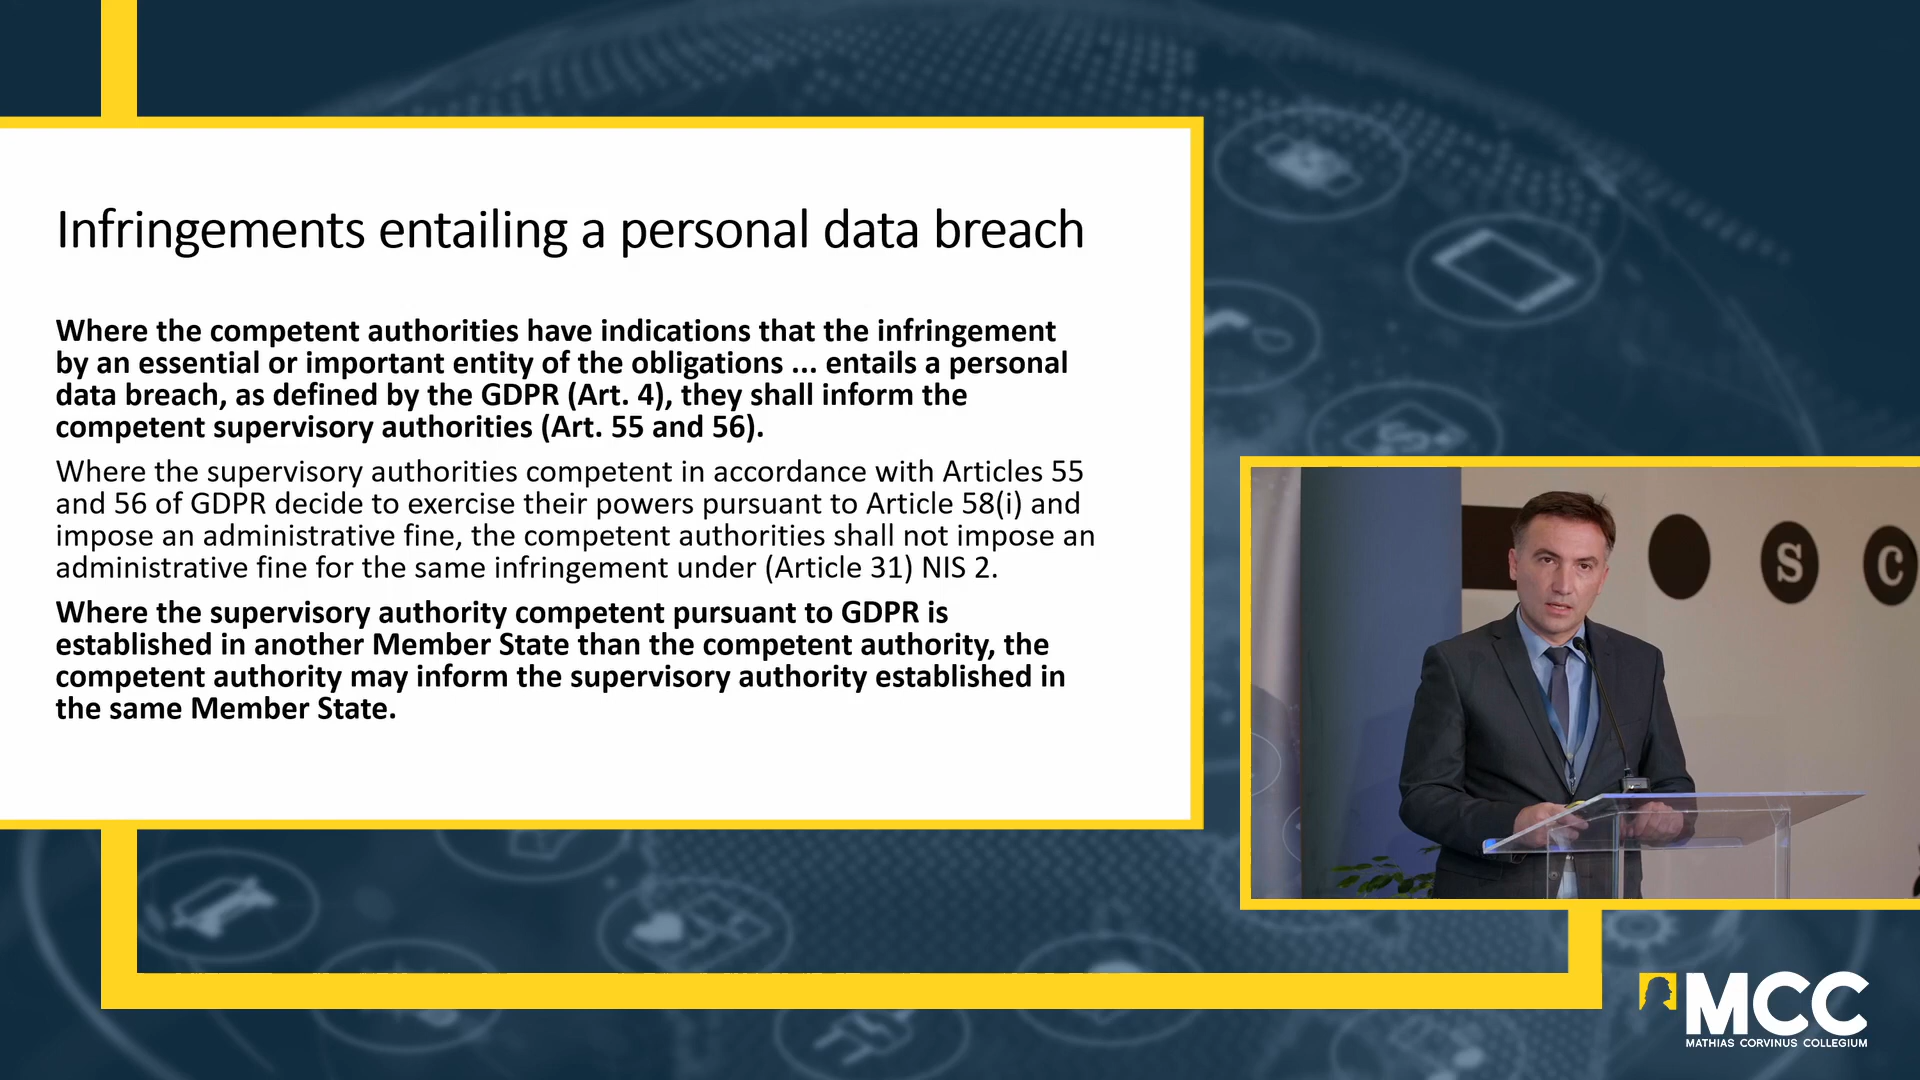 Infringements entailing a personal data breach
Where the competent authorities have indications that the infringement
by an essential or important entity of the obligations ... entails a personal
data breach, as defined by the GDPR (Art. 4), they shall inform the
competent supervisory authorities (Art. 55 and 56).
Where the supervisory authorities competent in accordance with Articles 55
and 56 of GDPR decide to exercise their powers pursuant to Article 58(i) and
impose an administrative fine, the competent authorities shall not impose an
administrative fine for the same infringement under (Article 31) NIS 2.
Where the supervisory authority competent pursuant to GDPR is
established in another Member State than the competent authority, the
competent authority may inform the supervisory authority established in
the same Member State.
S C
MCC
MATHIAS CORVINUS COLLEGIUM